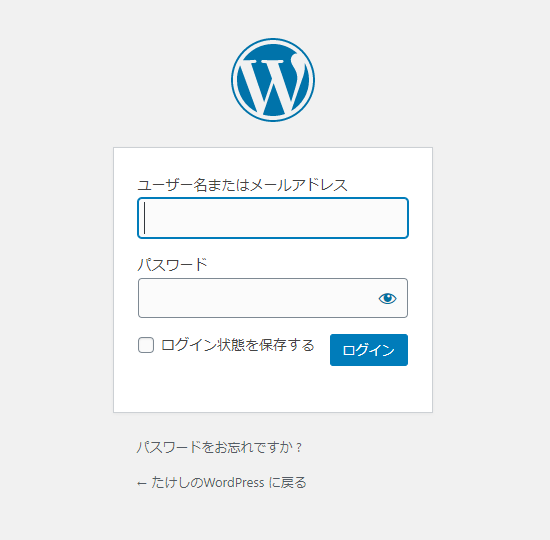 ユーザー名またはメールアドレス
パスワード
ログイン状態を保存する
ログイン
パスワードをお忘れですか ?
← たけしのWordPress に戻る